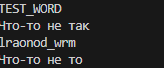 TEST_WORD
Что-то не так
lraonod_wrm
Что-то не то